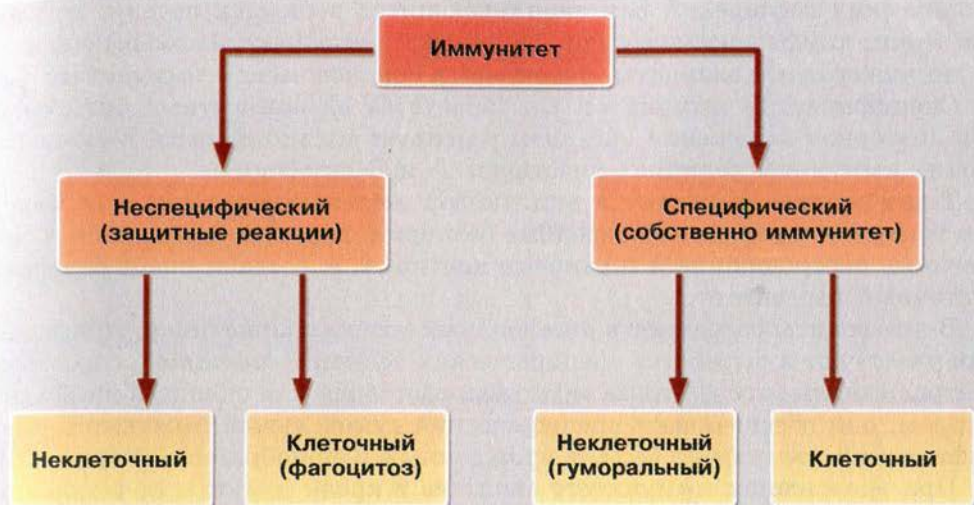 Иммунитет
Неспецифический
(защитные реакции)
Специфический
(собственно иммунитет)
Неклеточный
Клеточный
(фагоцитоз)
Неклеточный
(гуморальный)
Клеточный